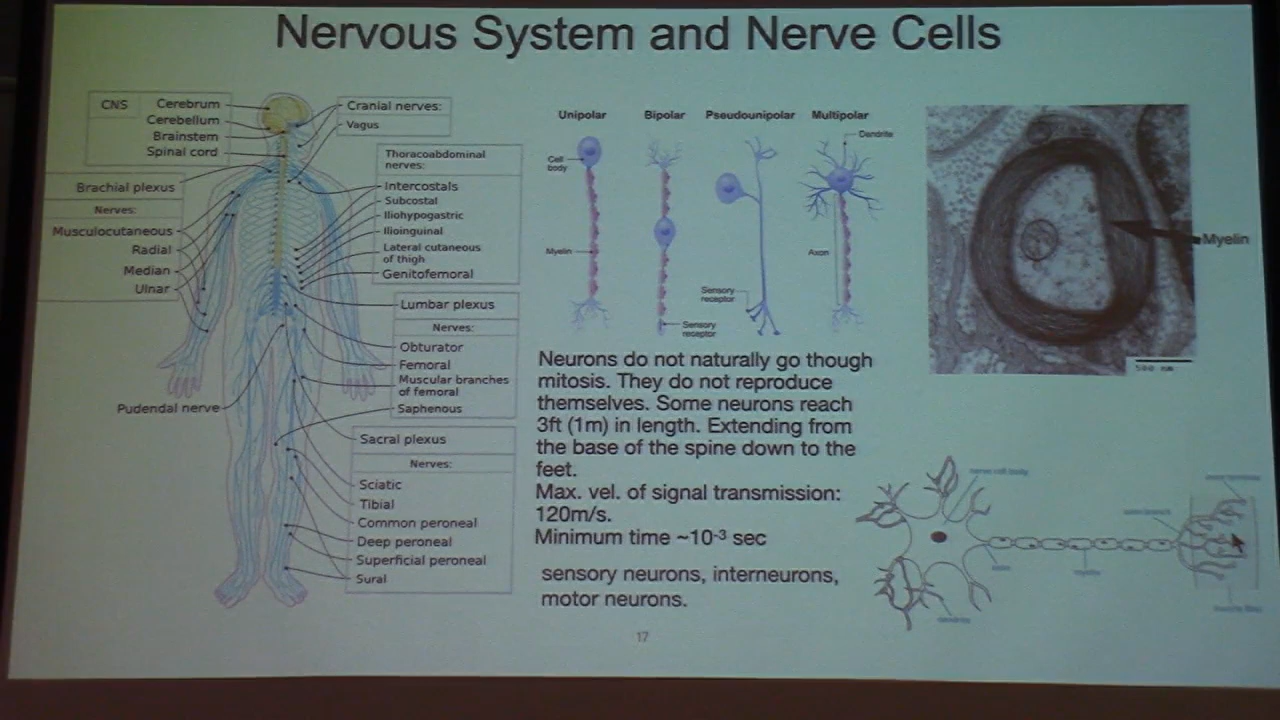 Nervous System and Nerve Cells
CNS
Cerebrum
Cerebellum
Brainstem
Spinal cord
Cranial nerves:
Vagus
Thoracoabdominal
nerves:
Intercostals
Subcostal
Iliohypogastric
Ilioinguinal
Lateral cutaneous
of thigh
Genitofemoral
Brachial plexus
Nerves:
Musculocutaneous
Radial
Median
Ulnar
Lumbar plexus
Nerves:
Obturator
Femoral
Muscular branches
of femoral
Saphenous
Pudendal nerve
Sacral plexus
Nerves:
Sciatic
Tibial
Common peroneal
Deep peroneal
Superficial peroneal
Sural
Unipolar
Bipolar
Pseudounipolar
Multipolar
Dendrite
Cell
body
Myelin
Axon
Sensory
receptor
Sensory
receptor
Myelin
500 nm
Neurons do not naturally go though
mitosis. They do not reproduce
themselves. Some neurons reach
3ft (1m) in length. Extending from
the base of the spine down to the
feet.
Max. vel. of signal transmission:
120m/s.
Minimum time ~10-3 sec
sensory neurons, interneurons,
motor neurons.
nerve cell body
17